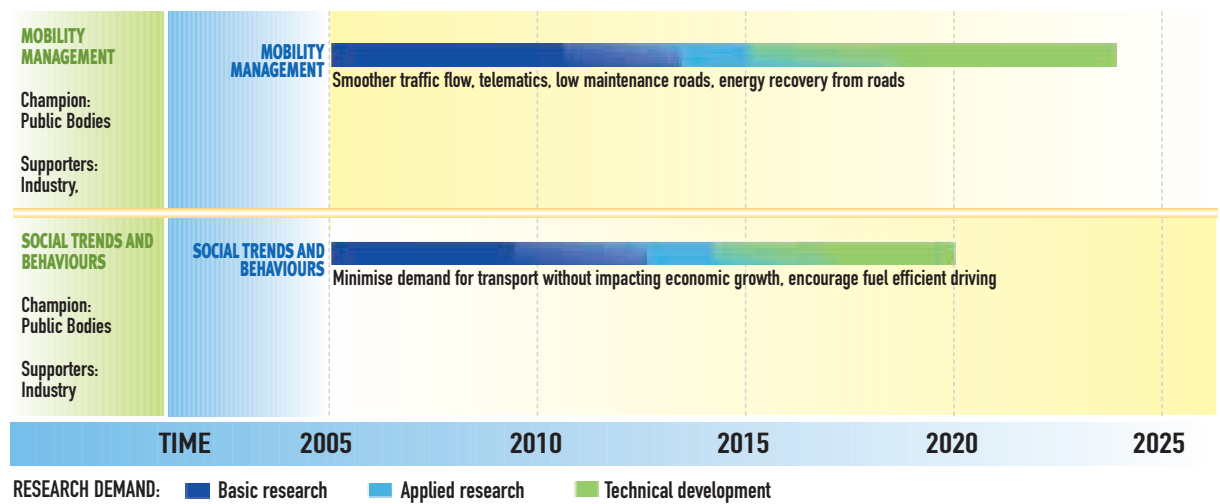 MOBILITY
MANAGEMENT
Champion:
Public Bodies
Supporters:
Industry,
MOBILITY
MANAGEMENT
Smoother traffic flow, telematics, low maintenance roads, energy recovery from roads
SOCIAL TRENDS AND
BEHAVIOURS
Champion:
Public Bodies
Supporters:
Industry
SOCIAL TRENDS AND
BEHAVIOURS
Minimise demand for transport without impacting economic growth, encourage fuel efficient driving
TIME 2005 2010 2015 2020 2025
RESEARCH DEMAND: Basic research Applied research Technical development